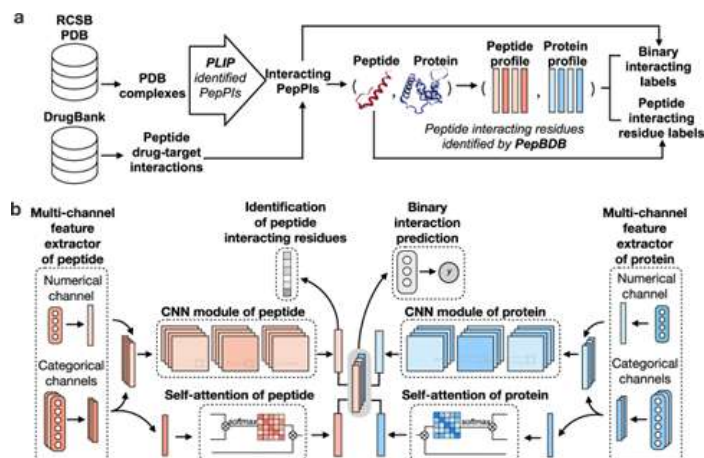 a
RCSB
PDB
PDB
complexes
DrugBank
Peptide
drug-target
interactions
PLIP
identified
PepPIs
Interacting
PepPIs
( Peptide , Protein )
( Peptide
profile , Protein
profile )
Peptide interacting residues
identified by PepBDB
Binary
interacting
labels
Peptide
interacting
residue labels
b
Multi-channel
feature
extractor
of peptide
Numerical
channel
Categorical
channels
Identification
of peptide
interacting residues
Binary
interaction
prediction
y
CNN module of peptide
CNN module of protein
Self-attention of peptide
softmax
Self-attention of protein
softmax
Multi-channel
feature
extractor
of protein
Numerical
channel
Categorical
channels